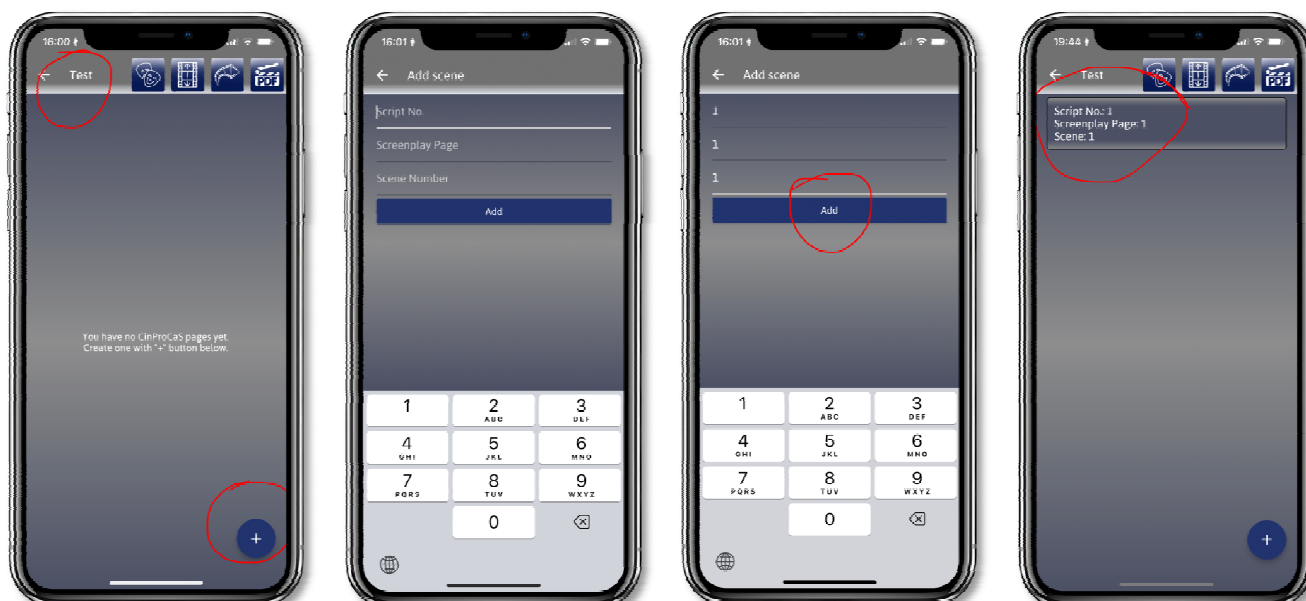 16:00
Test
PDF
You have no CinProCaS pages yet.
Create one with "+" button below.
+
16:01
Add scene
Script No.
Screenplay Page
Scene Number
Add
1
2 ABC
3 DEF
4 GHI
5 JKL
6 MNO
7 PQRS
8 TUV
9 WXYZ
0
16:01
Add scene
1
1
1
Add
1
2 ABC
3 DEF
4 GHI
5 JKL
6 MNO
7 PQRS
8 TUV
9 WXYZ
0
19:44
Test
PDF
Script No.: 1
Screenplay Page: 1
Scene: 1
+